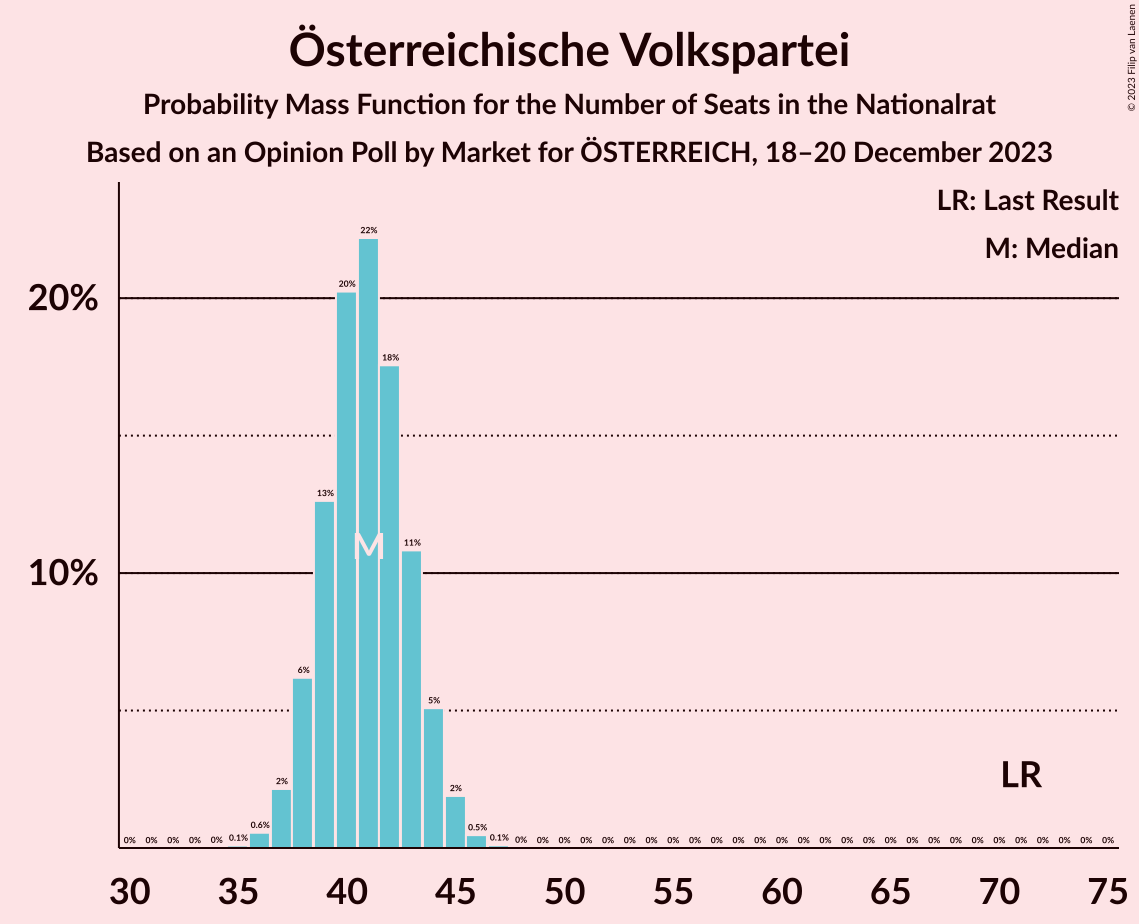 Österreichische Volkspartei
Probability Mass Function for the Number of Seats in the Nationalrat
Based on an Opinion Poll by Market for ÖSTERREICH, 18–20 December 2023
© 2023 Filip van Laenen
LR: Last Result
M: Median
22%
20%
20%
18%
13%
M
11%
10%
6%
5%
LR
2%
2%
0% 0% 0% 0% 0% 0.1% 0.6% 0.5% 0.1% 0% 0% 0% 0% 0% 0% 0% 0% 0% 0% 0% 0% 0% 0% 0% 0% 0% 0% 0% 0% 0% 0% 0% 0% 0% 0% 0% 0%
30 35 40 45 50 55 60 65 70 75